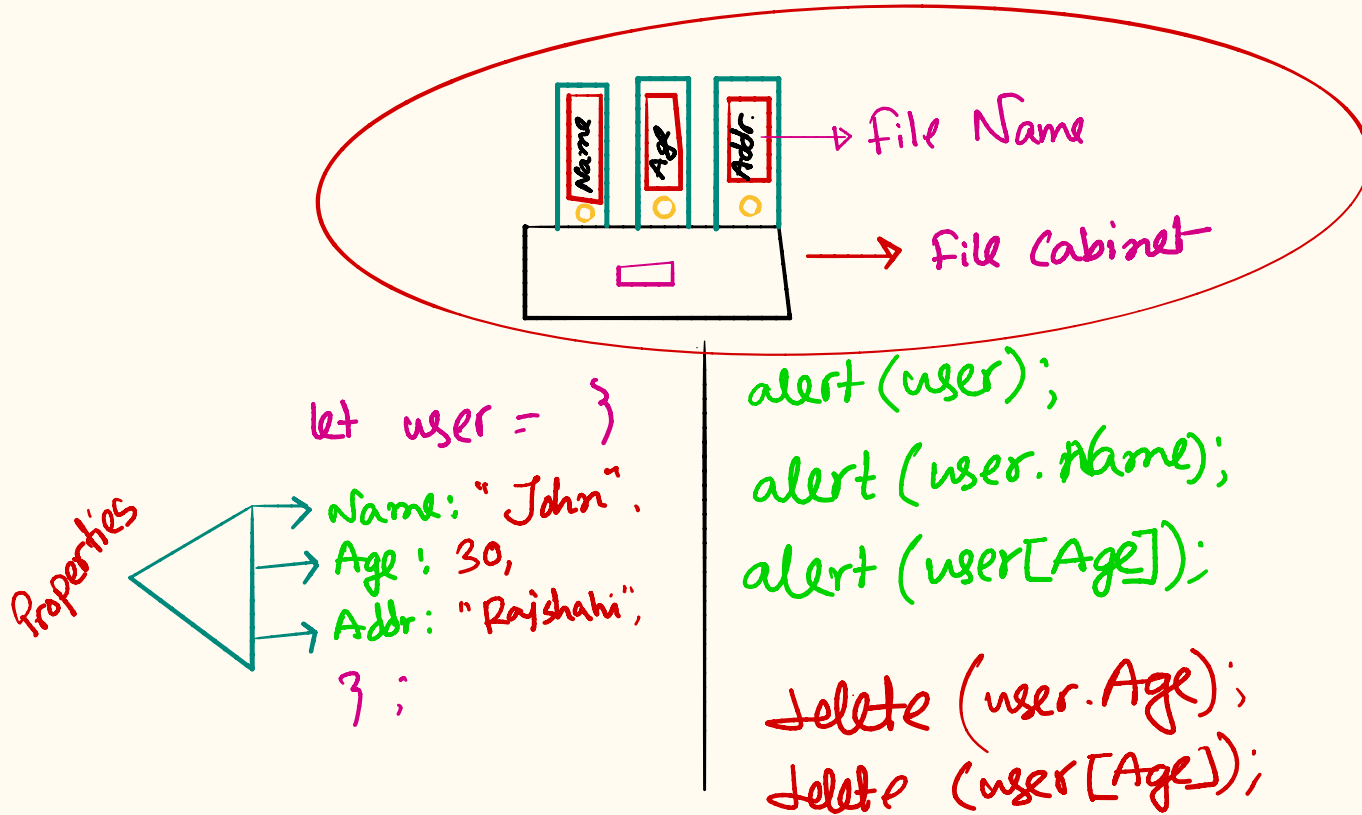 Name
Age
Addr.
File Name
File Cabinet
let user = }
Name: "John".
Age: 30,
Addr: "Rajshahi",
};
Properties
alert (user);
alert (user.Name);
alert (user[Age]);
delete (user.Age);
delete (user[Age]);